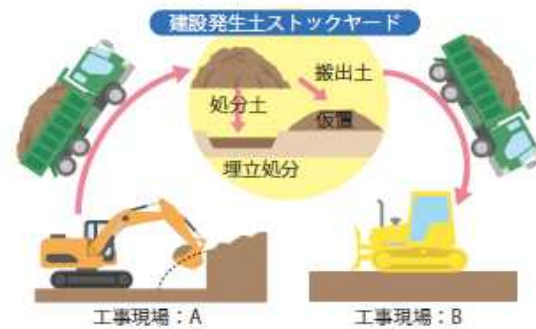 建設発生土ストックヤード
搬出土
処分土
仮置
埋立処分
工事現場：A
工事現場：B